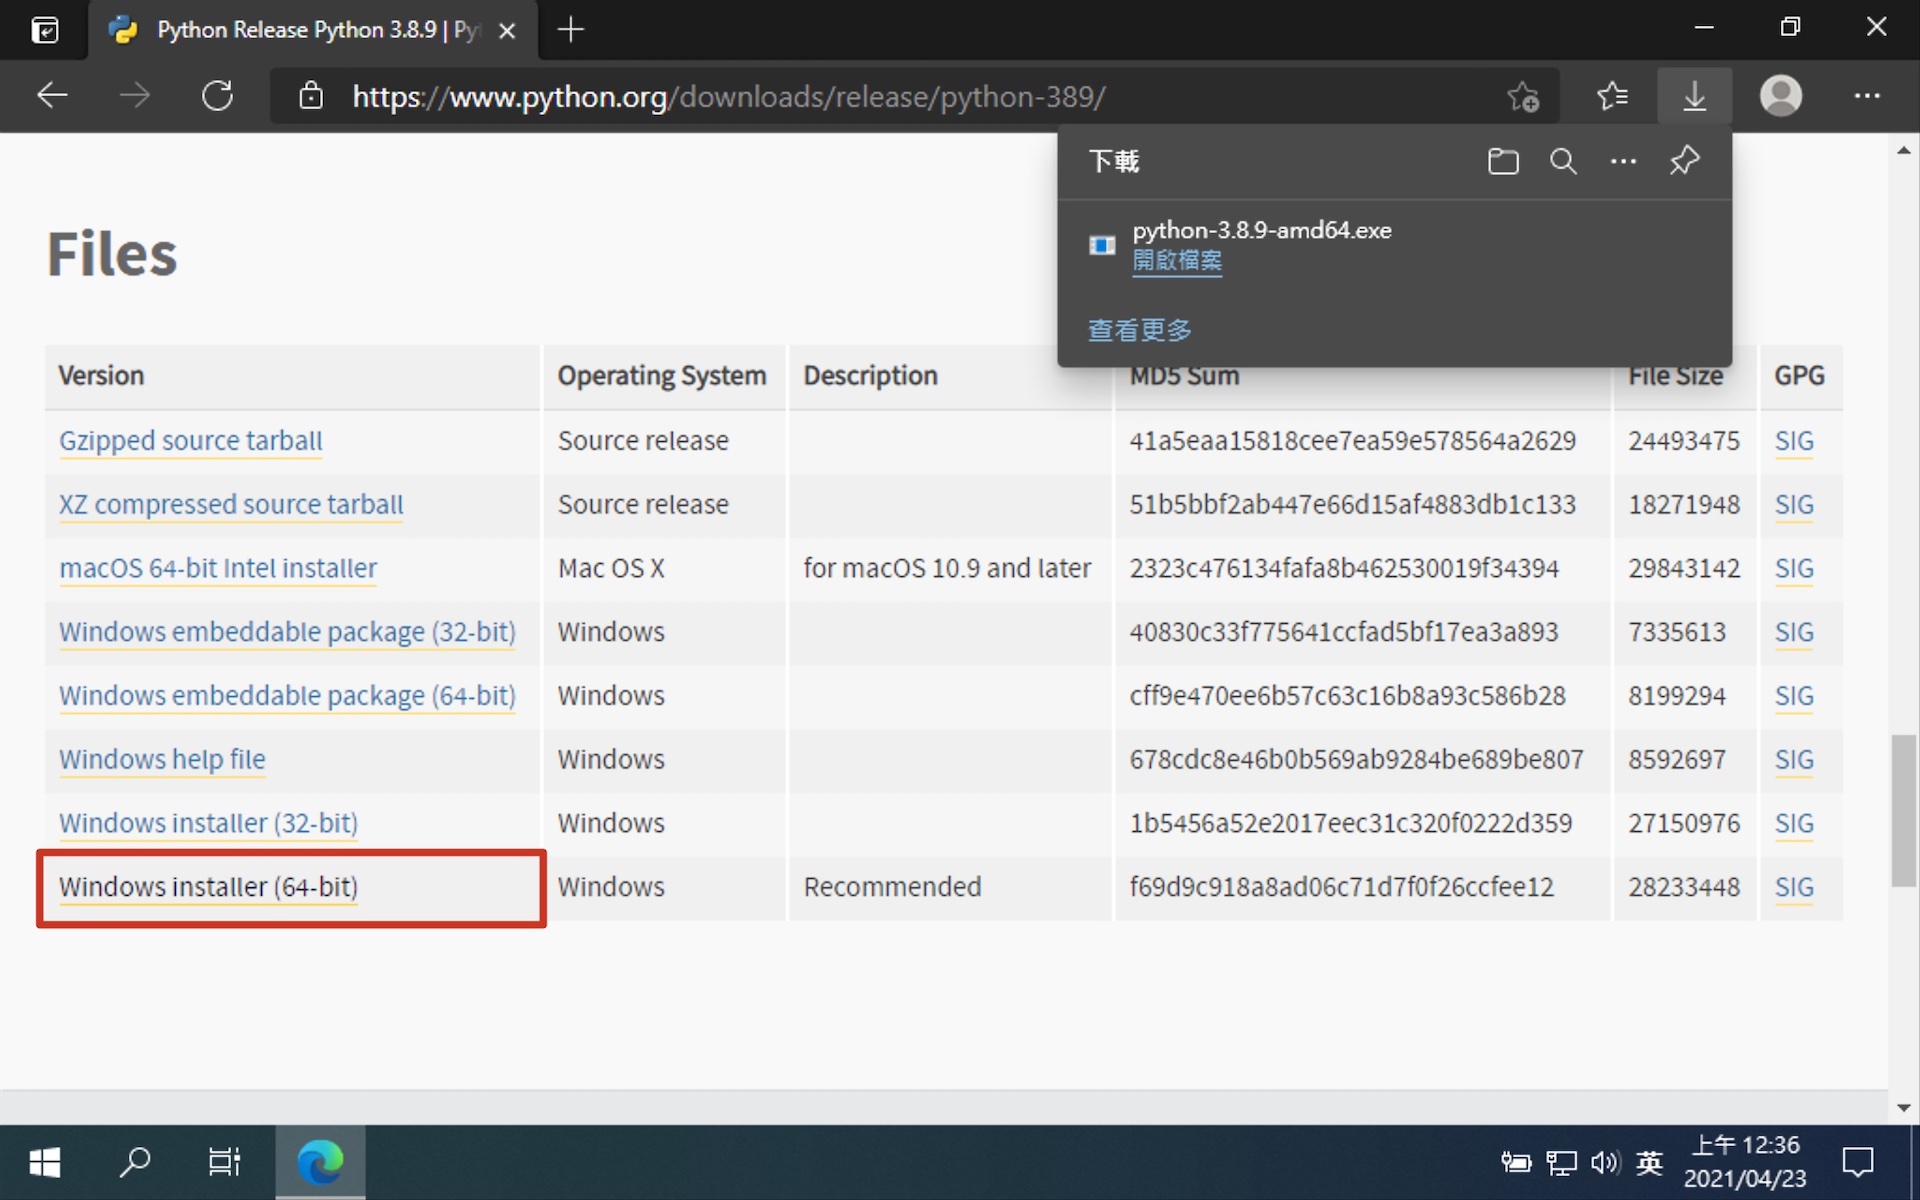 Python Release Python 3.8.9 | Py
https://www.python.org/downloads/release/python-389/
下載
python-3.8.9-amd64.exe
開啟檔案
查看更多
Files
Version Operating System Description MD5 Sum File Size GPG
Gzipped source tarball Source release 41a5eaa15818cee7ea59e578564a2629 24493475 SIG
XZ compressed source tarball Source release 51b5bbf2ab447e66d15af4883db1c133 18271948 SIG
macOS 64-bit Intel installer Mac OS X for macOS 10.9 and later 2323c476134fafa8b462530019f34394 29843142 SIG
Windows embeddable package (32-bit) Windows 40830c33f775641ccfad5bf17ea3a893 7335613 SIG
Windows embeddable package (64-bit) Windows cff9e470ee6b57c63c16b8a93c586b28 8199294 SIG
Windows help file Windows 678cdc8e46b0b569ab9284be689be807 8592697 SIG
Windows installer (32-bit) Windows 1b5456a52e2017eec31c320f0222d359 27150976 SIG
Windows installer (64-bit) Windows Recommended f69d9c918a8ad06c71d7f0f26ccfee12 28233448 SIG
英
上午 12:36
2021/04/23